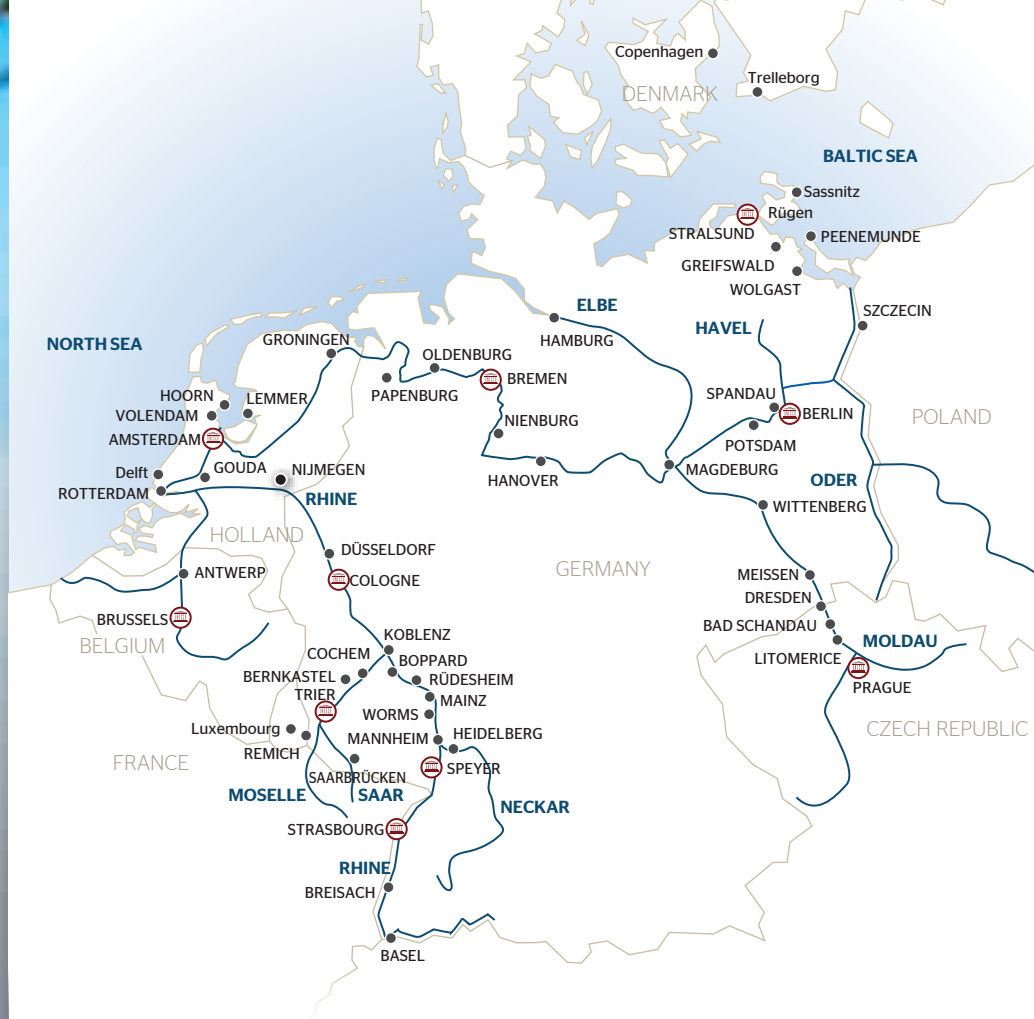 Copenhagen
Trelleborg
DENMARK
BALTIC SEA
Sassnitz
Rügen
STRALSUND
PEENEMUNDE
GREIFSWALD
WOLGAST
ELBE
SZCZECIN
HAVEL
HAMBURG
NORTH SEA
GRONINGEN
OLDENBURG
BREMEN
PAPENBURG
HOORN
LEMMER
SPANDAU
VOLENDAM
BERLIN
POLAND
NIENBURG
AMSTERDAM
POTSDAM
GOUDA
NIJMEGEN
MAGDEBURG
Delft
HANOVER
ODER
ROTTERDAM
RHINE
WITTENBERG
HOLLAND
DÜSSELDORF
GERMANY
ANTWERP
MEISSEN
COLOGNE
DRESDEN
BRUSSELS
BAD SCHANDAU
KOBLENZ
MOLDAU
BELGIUM
COCHEM
BOPPARD
LITOMERICE
BERNKASTEL
RÜDESHEIM
PRAGUE
TRIER
MAINZ
WORMS
Luxembourg
CZECH REPUBLIC
HEIDELBERG
MANNHEIM
REMICH
FRANCE
SPEYER
SAARBRÜCKEN
MOSELLE
SAAR
NECKAR
STRASBOURG
RHINE
BREISACH
BASEL